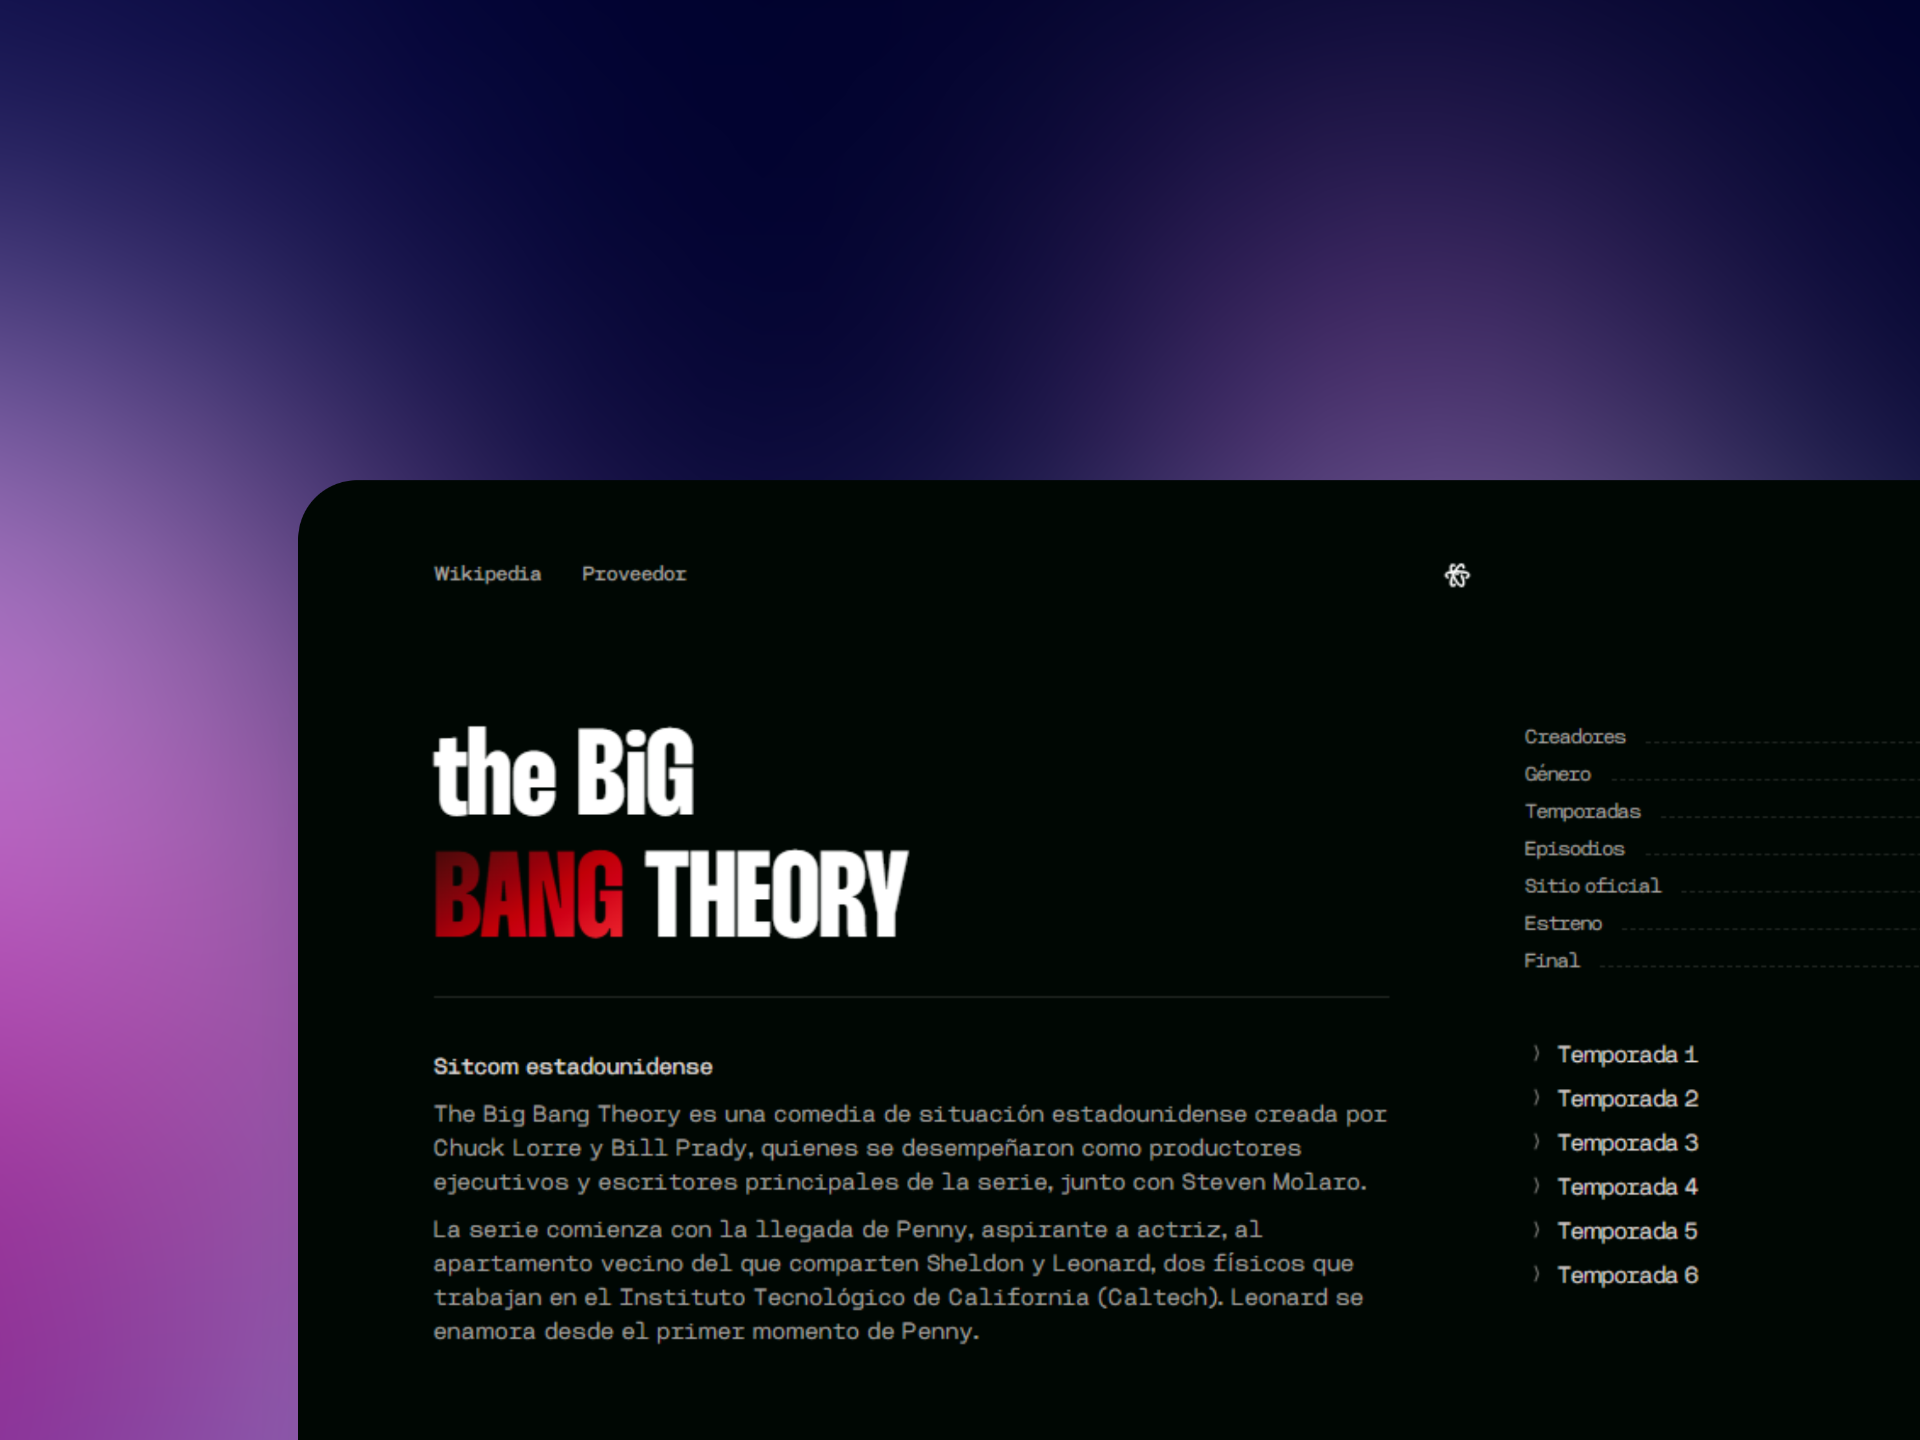 Wikipedia Proveedor
the BiG
BANG THEORY
Sitcom estadounidense
The Big Bang Theory es una comedia de situación estadounidense creada por
Chuck Lorre y Bill Prady, quienes se desempeñaron como productores
ejecutivos y escritores principales de la serie, junto con Steven Molaro.
La serie comienza con la llegada de Penny, aspirante a actriz, al
apartamento vecino del que comparten Sheldon y Leonard, dos físicos que
trabajan en el Instituto Tecnológico de California (Caltech). Leonard se
enamora desde el primer momento de Penny.
Creadores
Género
Temporadas
Episodios
Sitio oficial
Estreno
Final
Temporada 1
Temporada 2
Temporada 3
Temporada 4
Temporada 5
Temporada 6